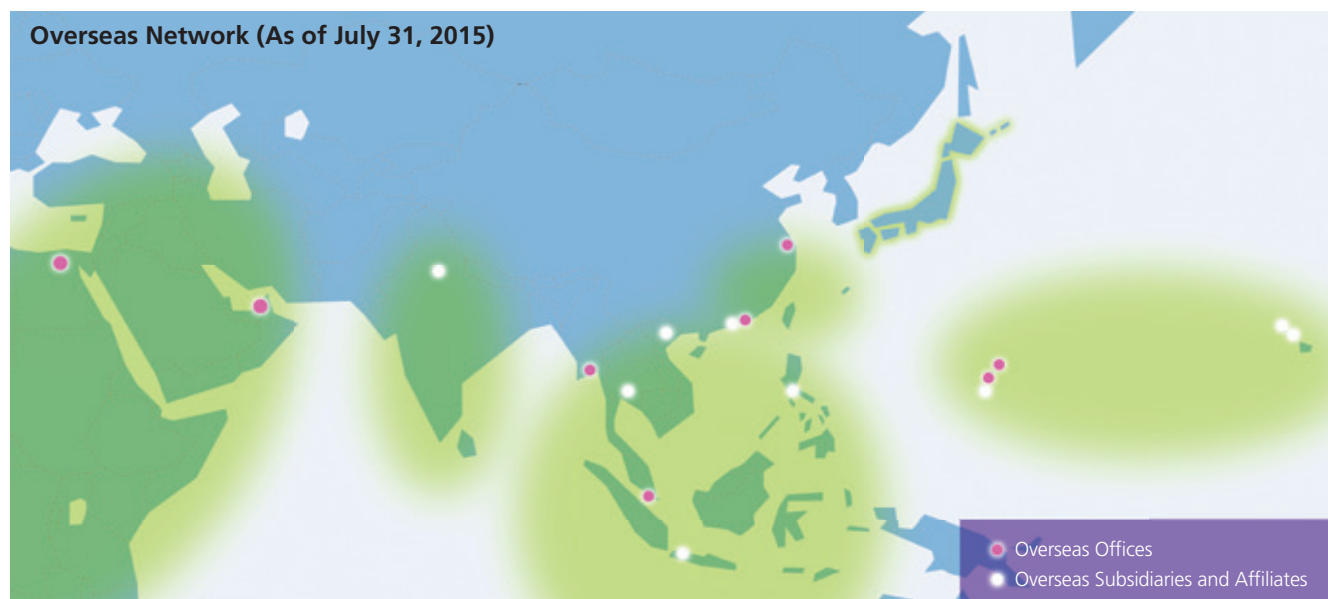 Overseas Network (As of July 31, 2015)
Overseas Offices
Overseas Subsidiaries and Affiliates